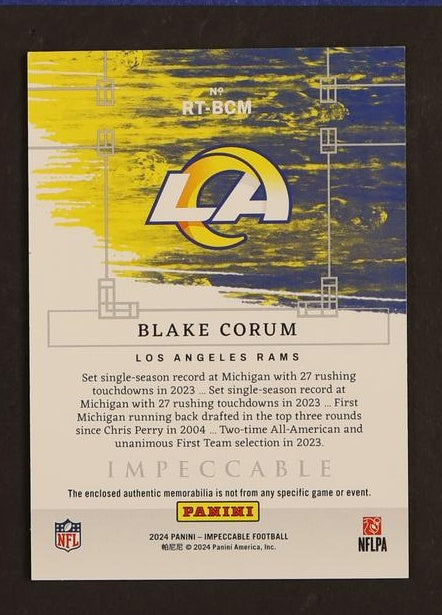 Nº
RT-BCM
LA
BLAKE CORUM
LOS ANGELES RAMS
Set single-season record at Michigan with 27 rushing
touchdowns in 2023 ... Set single-season record at
Michigan with 27 rushing touchdowns in 2023 ... First
Michigan running back drafted in the top three rounds
since Chris Perry in 2004 ... Two-time All-American and
unanimous First Team selection in 2023.
IMPECCABLE
The enclosed authentic memorabilia is not from any specific game or event.
PANINI
NFL
2024 PANINI – IMPECCABLE FOOTBALL
帕尼尼 © 2024 Panini America, Inc.
NFLPA